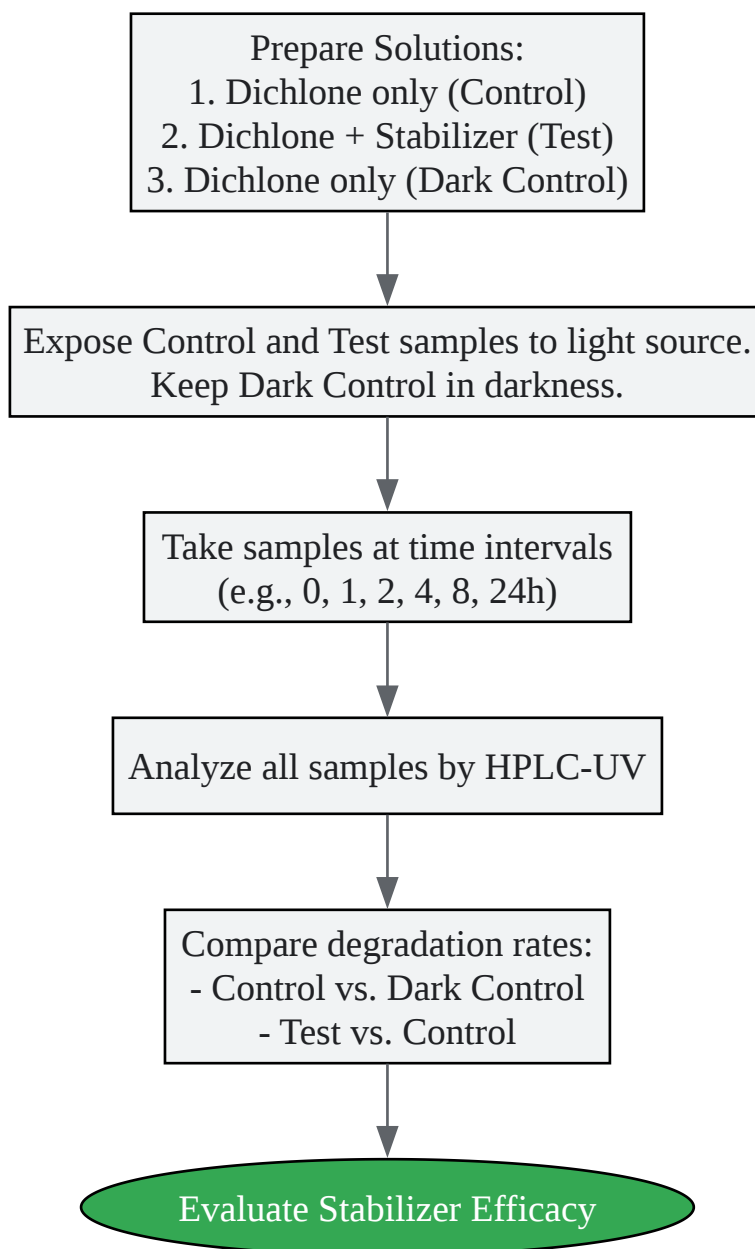 Prepare Solutions:
1. Dichlone only (Control)
2. Dichlone + Stabilizer (Test)
3. Dichlone only (Dark Control)
Expose Control and Test samples to light source.
Keep Dark Control in darkness.
Take samples at time intervals
(e.g., 0, 1, 2, 4, 8, 24h)
Analyze all samples by HPLC-UV
Compare degradation rates:
- Control vs. Dark Control
- Test vs. Control
Evaluate Stabilizer Efficacy